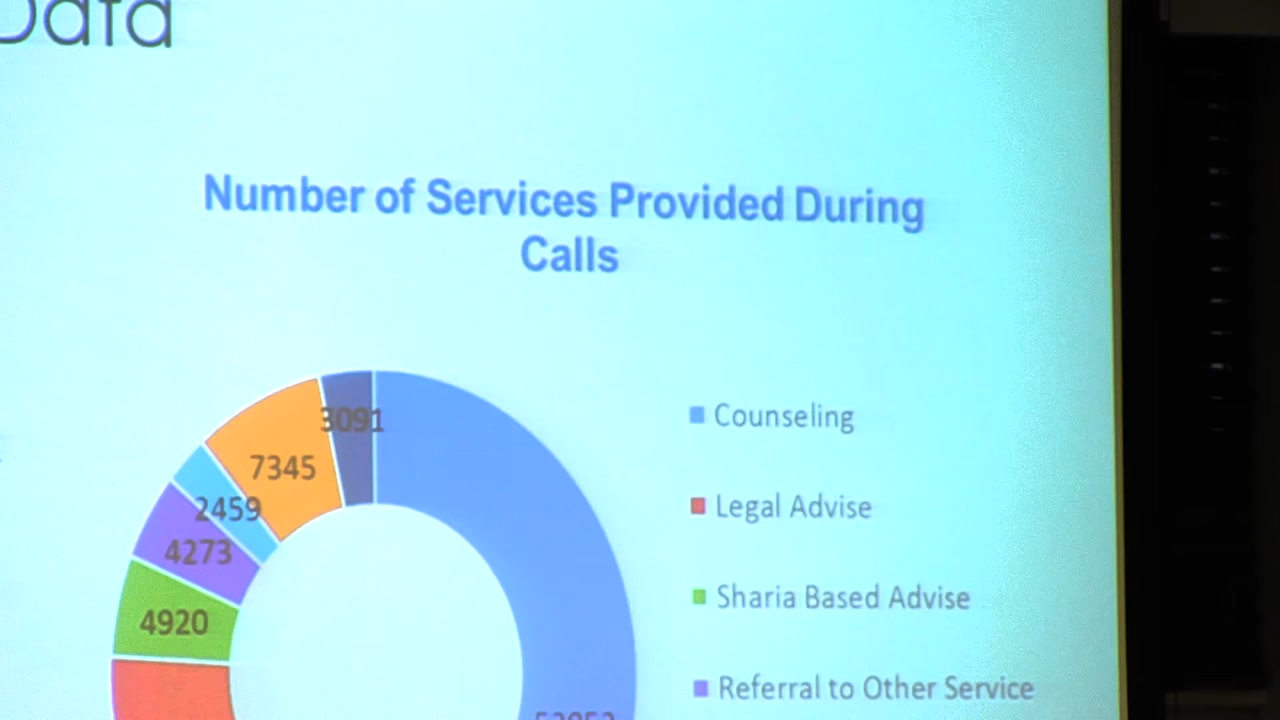 Data
Number of Services Provided During
Calls
3091
7345
2459
4273
4920
Counseling
Legal Advise
Sharia Based Advise
Referral to Other Service